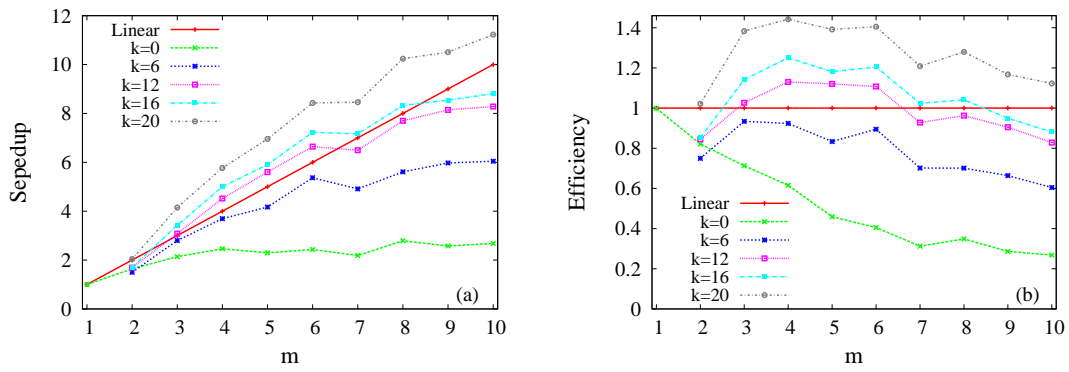 12
10
8
6
4
2
0
Sepedup
Linear
k=0
k=6
k=12
k=16
k=20
(a)
1 2 3 4 5 6 7 8 9 10
m
1.4
1.2
1
0.8
0.6
0.4
0.2
0
Efficiency
Linear
k=0
k=6
k=12
k=16
k=20
(b)
1 2 3 4 5 6 7 8 9 10
m